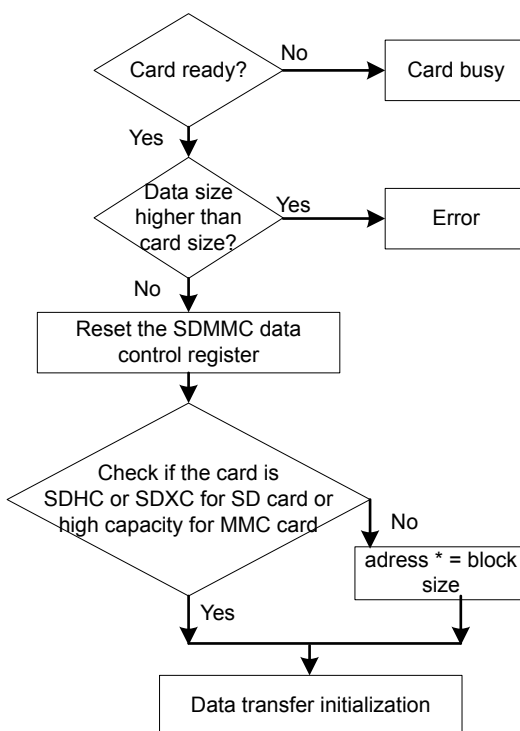 Card ready?
No
Card busy
Yes
Data size
higher than
card size?
Yes
Error
No
Reset the SDMMC data
control register
Check if the card is
SDHC or SDXC for SD card or
high capacity for MMC card
No
adress * = block
size
Yes
Data transfer initialization